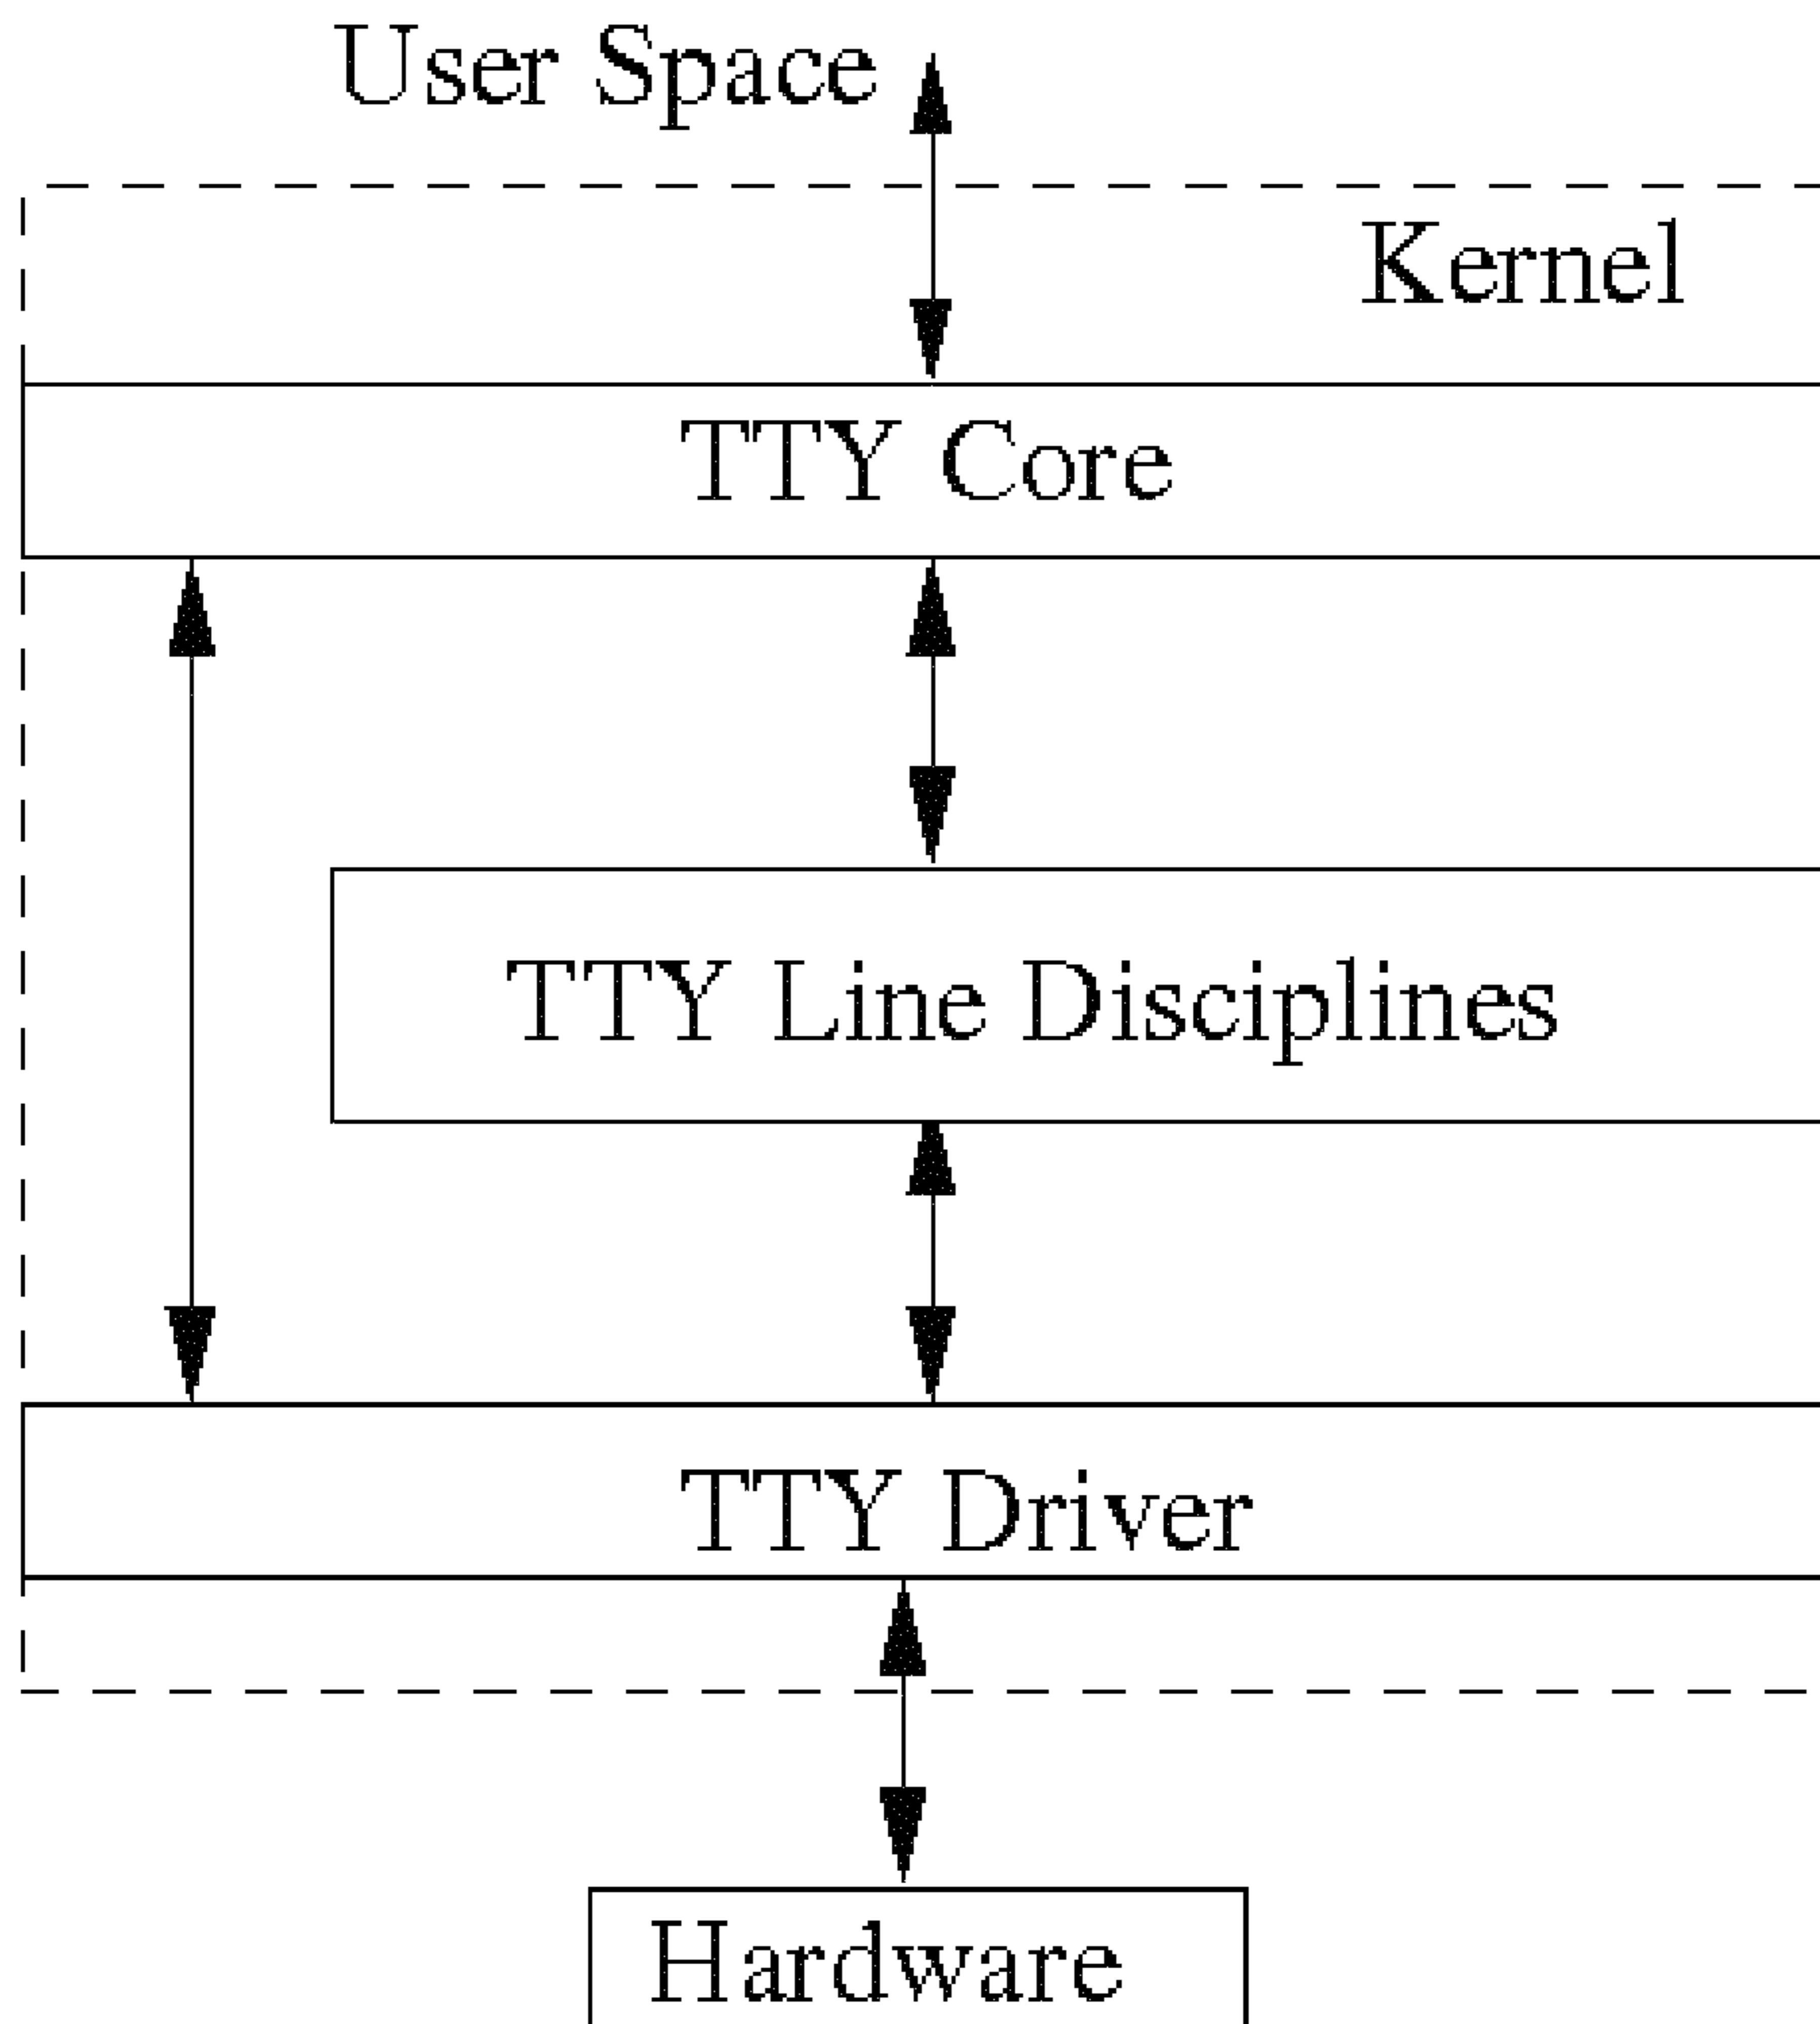 User Space
Kernel
TTY Core
TTY Line Disciplines
TTY Driver
Hardware